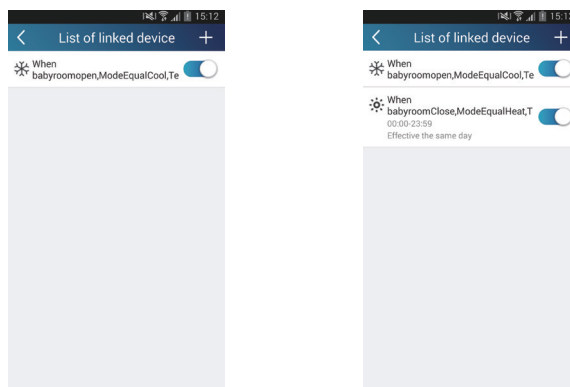 15:12
List of linked device
When
babyroomopen,ModeEqualCool,Te
15:12
List of linked device
When
babyroomopen,ModeEqualCool,Te
When
babyroomClose,ModeEqualHeat,T
00:00-23:59
Effective the same day